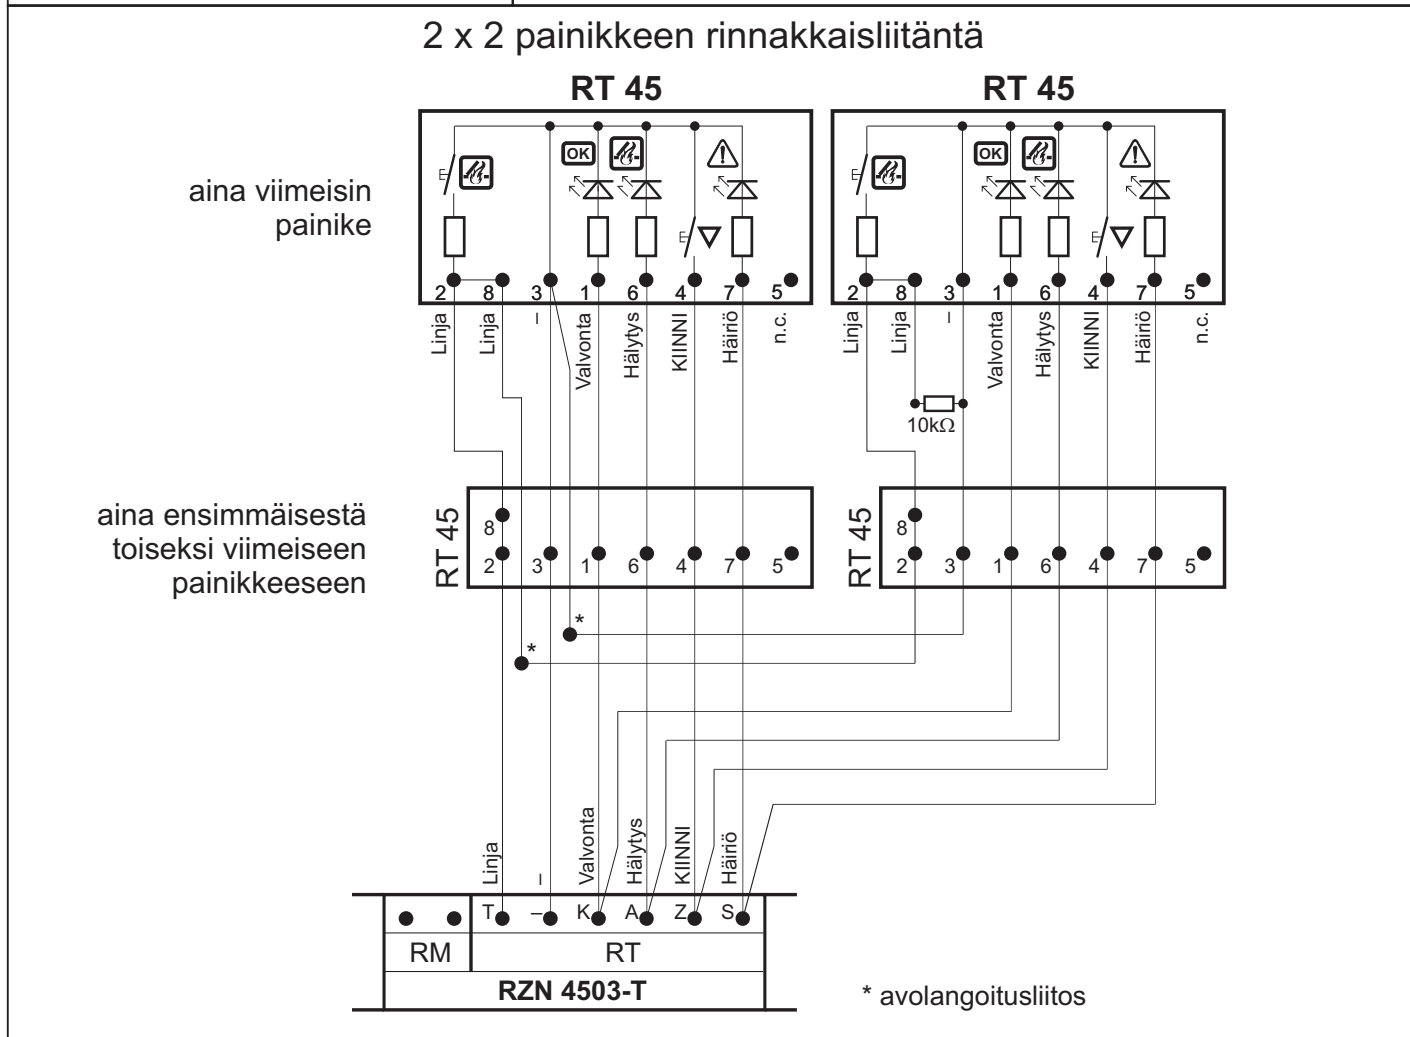 2 x 2 painikkeen rinnakkaisliitäntä
RT 45
RT 45
OK
OK
aina viimeisin
painike
2 8 3 1 6 4 7 5
2 8 3 1 6 4 7 5
Linja Linja – Valvonta Hälytys KIINNI Häiriö n.c.
Linja Linja – Valvonta Hälytys KIINNI Häiriö n.c.
10kΩ
aina ensimmäisestä
toiseksi viimeiseen
painikkeeseen
RT 45
8
2 3 1 6 4 7 5
RT 45
8
2 3 1 6 4 7 5
*
*
Linja – Valvonta Hälytys KIINNI Häiriö
T – K A Z S
RM RT
RZN 4503-T
* avolangoitusliitos